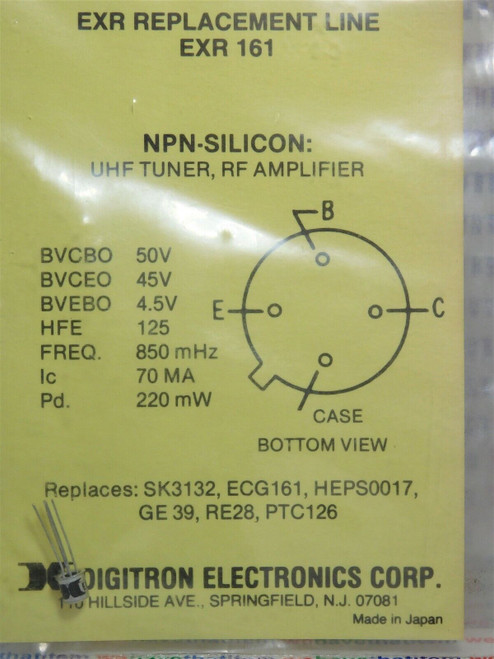 EXR REPLACEMENT LINE
EXR 161
NPN-SILICON:
UHF TUNER, RF AMPLIFIER
B
BVCBO 50V
BVCEO 45V
BVEBO 4.5V
HFE 125
FREQ. 850 mHz
Ic 70 MA
Pd. 220 mW
E
C
CASE
BOTTOM VIEW
Replaces: SK3132, ECG161, HEPS0017,
GE 39, RE28, PTC126
DIGITRON ELECTRONICS CORP.
110 HILLSIDE AVE., SPRINGFIELD, N.J. 07081
Made in Japan